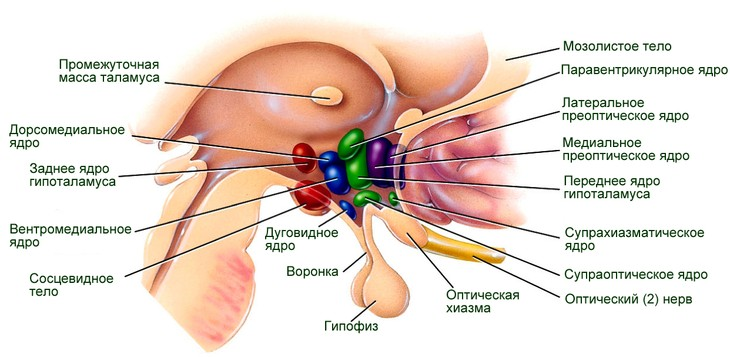 Промежуточная
масса таламуса
Дорсомедиальное
ядро
Заднее ядро
гипоталамуса
Вентромедиальное
ядро
Сосцевидное
тело
Дуговидное
ядро
Воронка
Гипофиз
Мозолистое тело
Паравентрикулярное ядро
Латеральное
преоптическое ядро
Медиальное
преоптическое ядро
Переднее ядро
гипоталамуса
Супрахиазматическое
ядро
Супраоптическое ядро
Оптический (2) нерв
Оптическая
хиазма